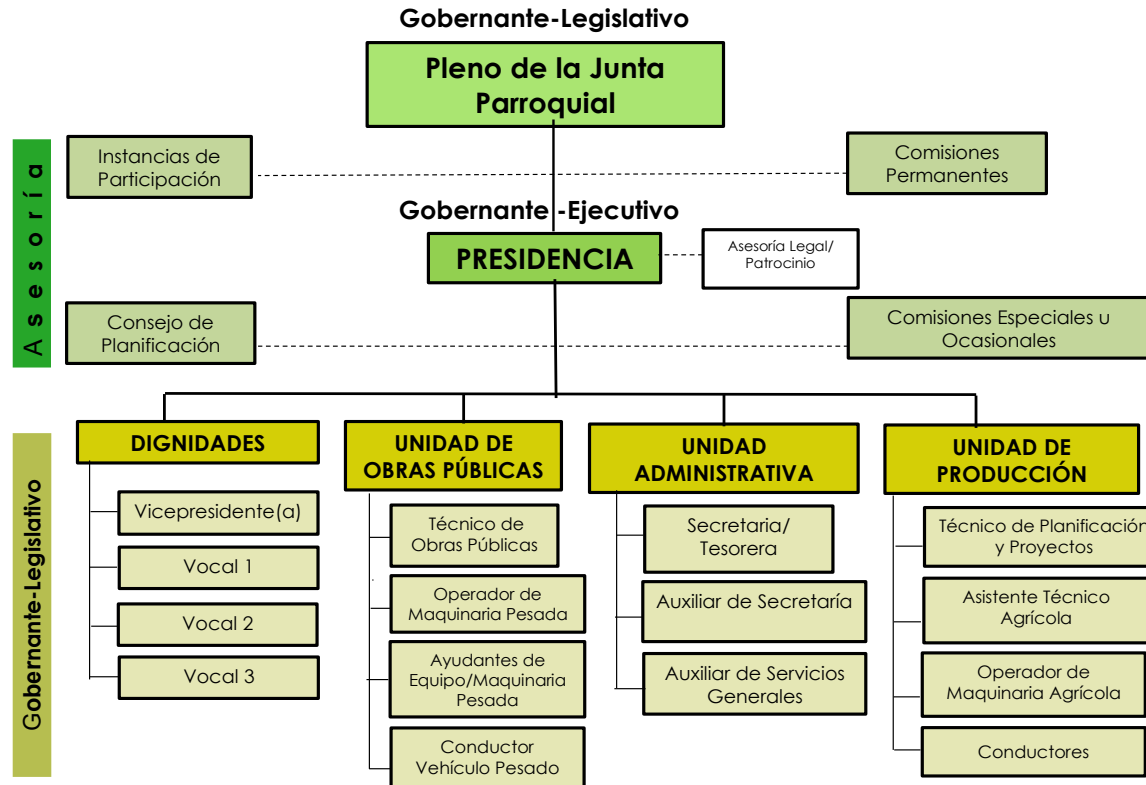 Gobernante-Legislativo
Pleno de la Junta
Parroquial
Asesoría
Instancias de
Participación
Comisiones
Permanentes
Gobernante -Ejecutivo
PRESIDENCIA
Asesoría Legal/
Patrocinio
Consejo de
Planificación
Comisiones Especiales u
Ocasionales
Gobernante-Legislativo
DIGNIDADES
Vicepresidente(a)
Vocal 1
Vocal 2
Vocal 3
UNIDAD DE
OBRAS PÚBLICAS
Técnico de
Obras Públicas
Operador de
Maquinaria Pesada
Ayudantes de
Equipo/Maquinaria
Pesada
Conductor
Vehículo Pesado
UNIDAD
ADMINISTRATIVA
Secretaria/
Tesorera
Auxiliar de Secretaría
Auxiliar de Servicios
Generales
UNIDAD DE
PRODUCCIÓN
Técnico de Planificación
y Proyectos
Asistente Técnico
Agrícola
Operador de
Maquinaria Agrícola
Conductores